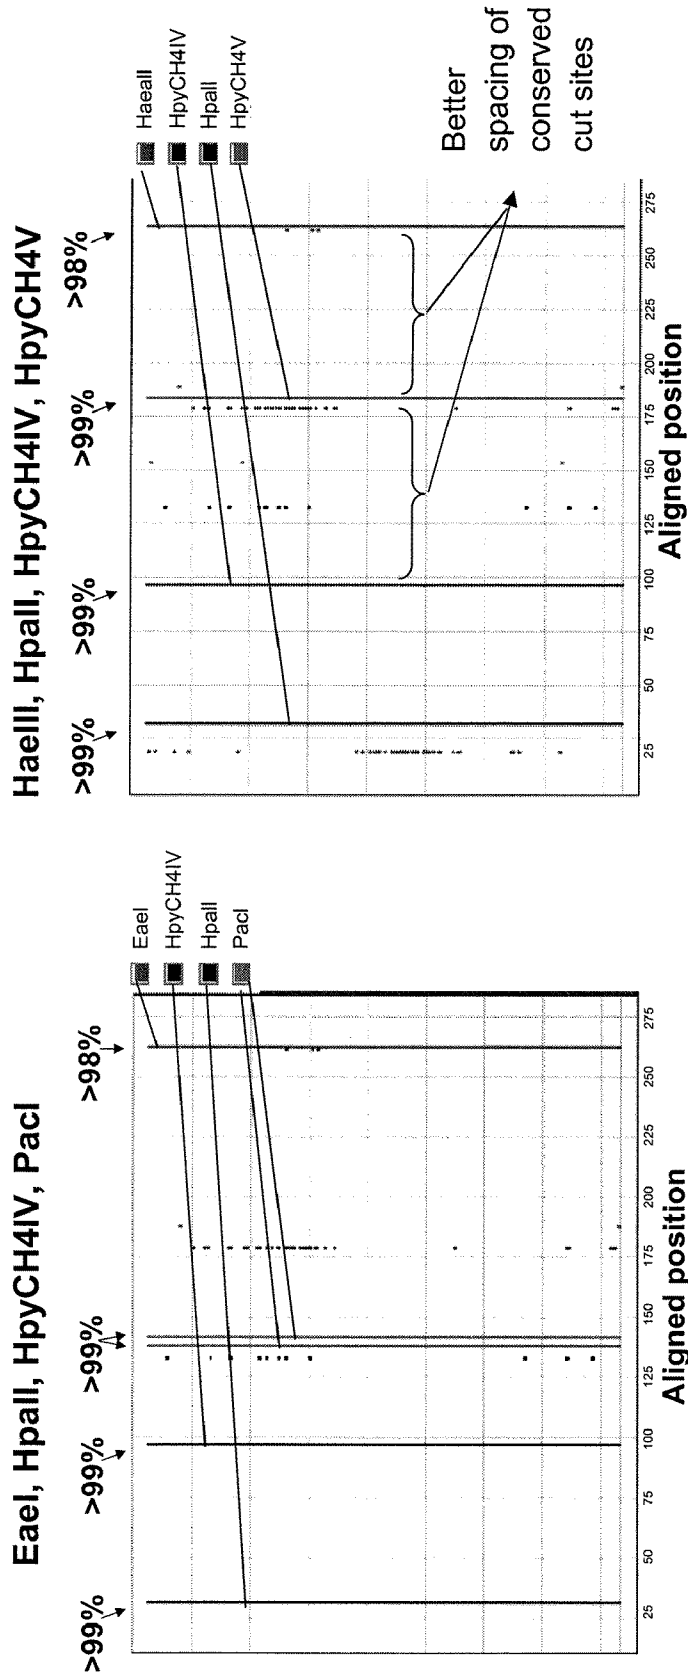 EaeI, HpaII, HpyCH4IV, PacI
>99%
>99%
>99%
>98%
EaeI
HpyCH4IV
HpaII
PacI
25 50 75 100 125 150 175 200 225 250 275
Aligned position
HaeIII, HpaII, HpyCH4IV, HpyCH4V
>99%
>99%
>99%
>98%
HaeaII
HpyCH4IV
HpaII
HpyCH4V
25 50 75 100 125 150 175 200 225 250 275
Aligned position
Better
spacing of
conserved
cut sites